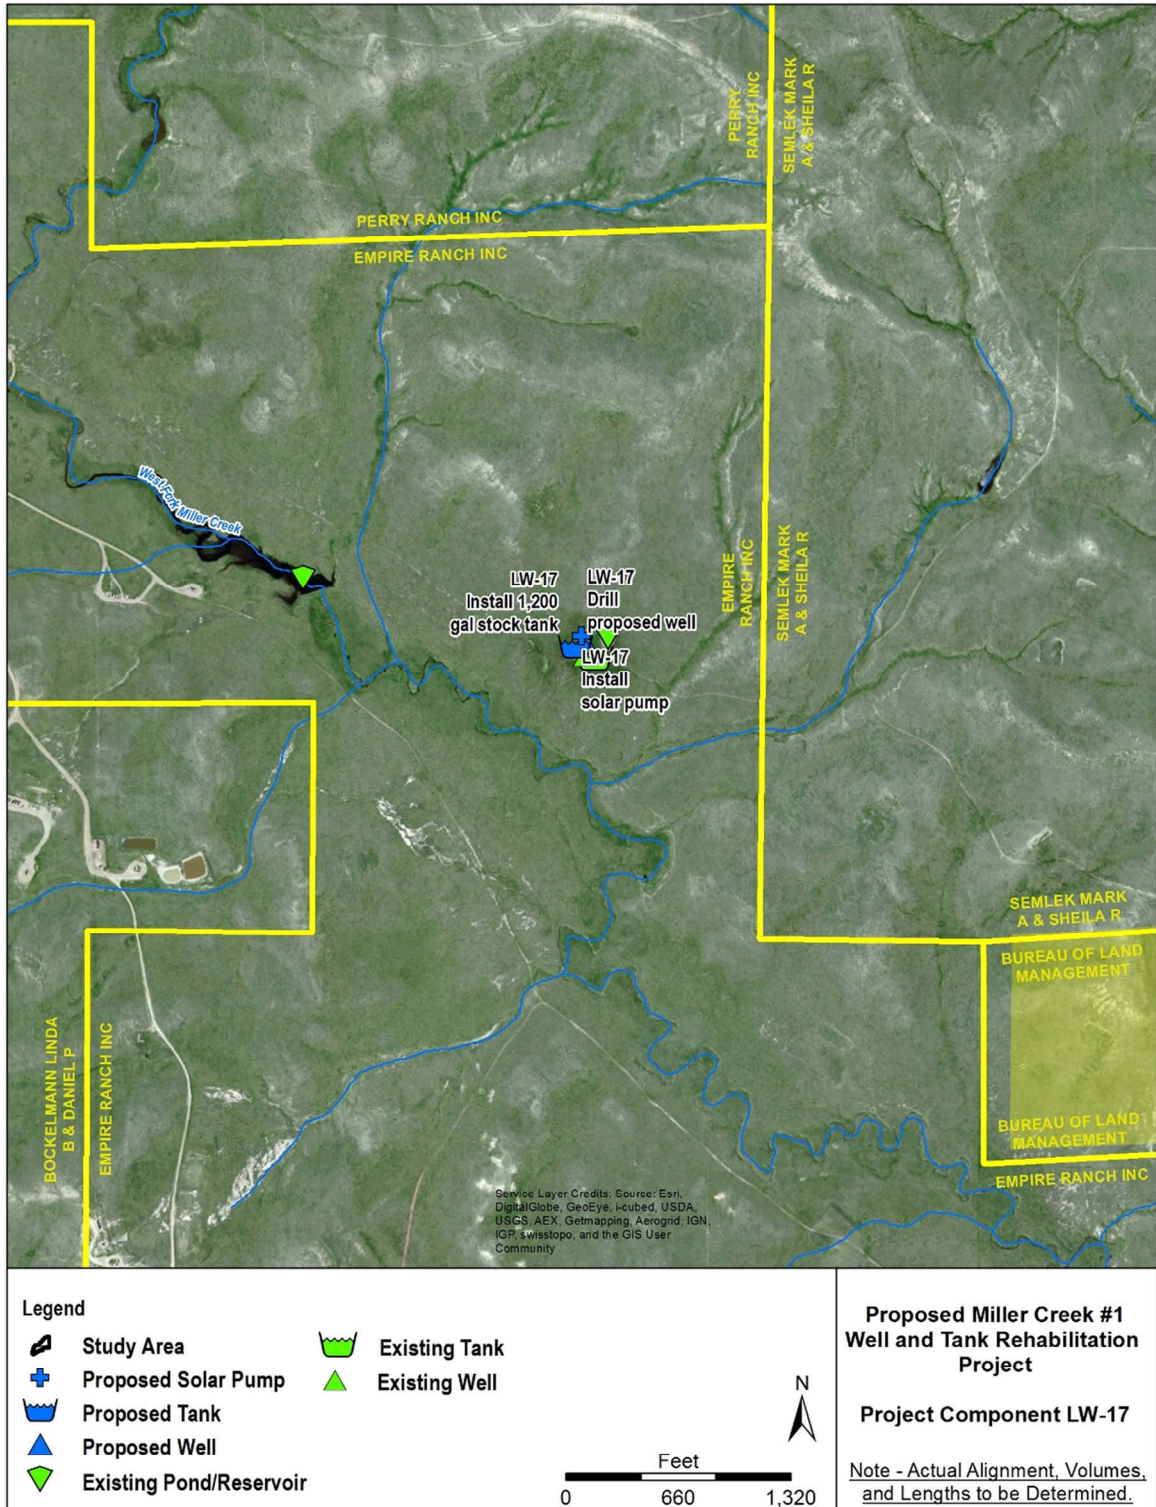 PERRY
RANCH INC
SEMLEK MARK
A & SHEILA R
PERRY RANCH INC
EMPIRE RANCH INC
West Fork Miller Creek
EMPIRE
RANCH INC
SEMLEK MARK
A & SHEILA R
LW-17
Install 1,200
gal stock tank
LW-17
Drill
proposed well
LW-17
Install
solar pump
SEMLEK MARK
A & SHEILA R
BUREAU OF LAND
MANAGEMENT
BOCKELMANN LINDA
B & DANIEL P
EMPIRE RANCH INC
BUREAU OF LAND
MANAGEMENT
EMPIRE RANCH INC
Service Layer Credits: Source: Esri,
DigitalGlobe, GeoEye, i-cubed, USDA,
USGS, AEX, Getmapping, Aerogrid, IGN,
IGP, swisstopo, and the GIS User
Community
Legend
Study Area
Proposed Solar Pump
Proposed Tank
Proposed Well
Existing Pond/Reservoir
Existing Tank
Existing Well
N
Feet
0 660 1,320
Proposed Miller Creek #1
Well and Tank Rehabilitation
Project
Project Component LW-17
Note - Actual Alignment, Volumes,
and Lengths to be Determined.